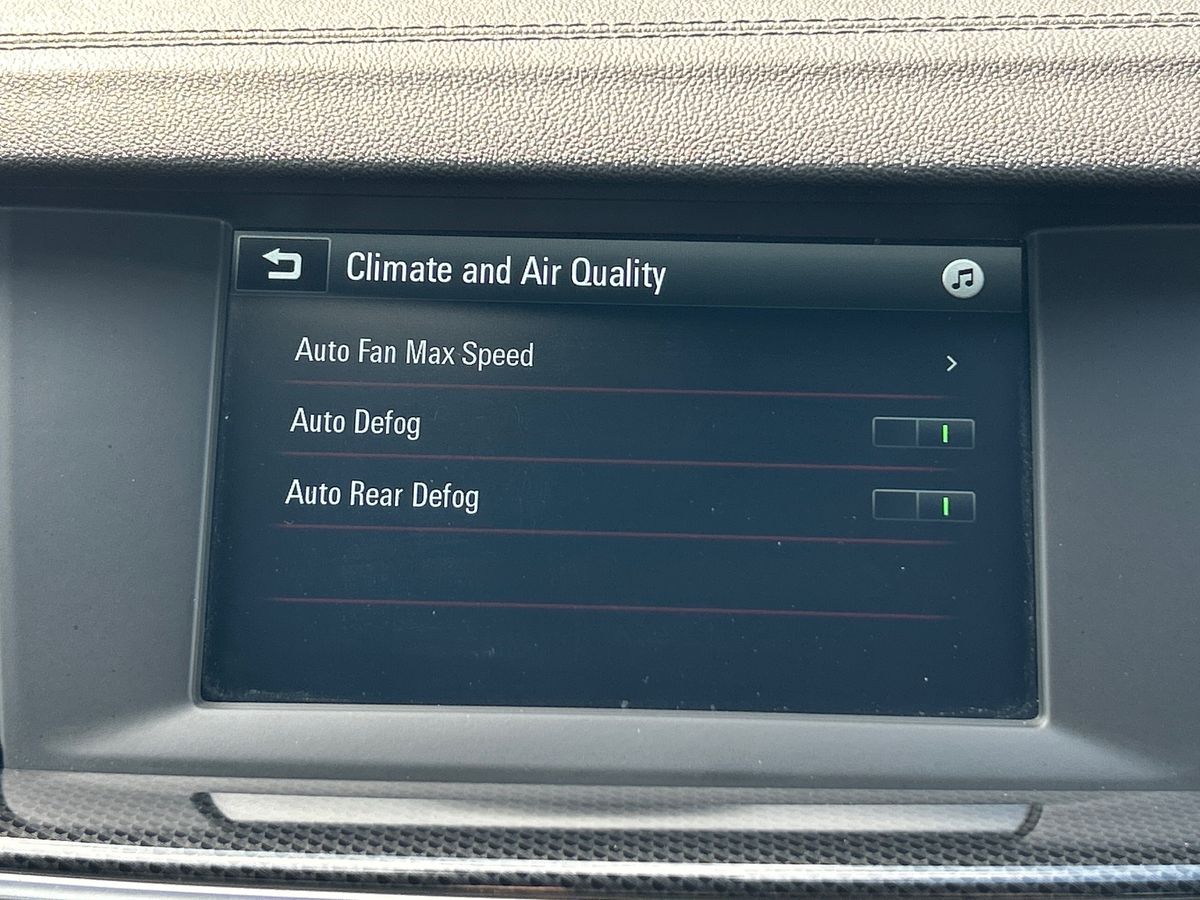 Climate and Air Quality
Auto Fan Max Speed
Auto Defog
Auto Rear Defog